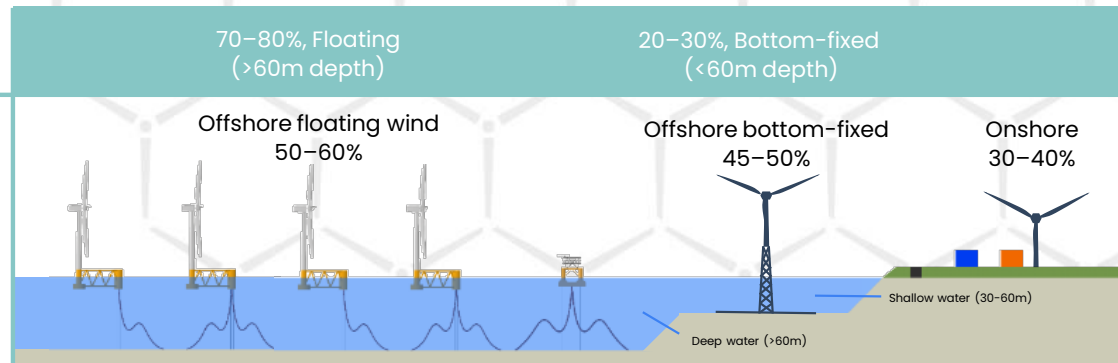 70–80%, Floating
(>60m depth)
20–30%, Bottom-fixed
(<60m depth)
Offshore floating wind
50–60%
Offshore bottom-fixed
45–50%
Onshore
30–40%
Shallow water (30-60m)
Deep water (>60m)